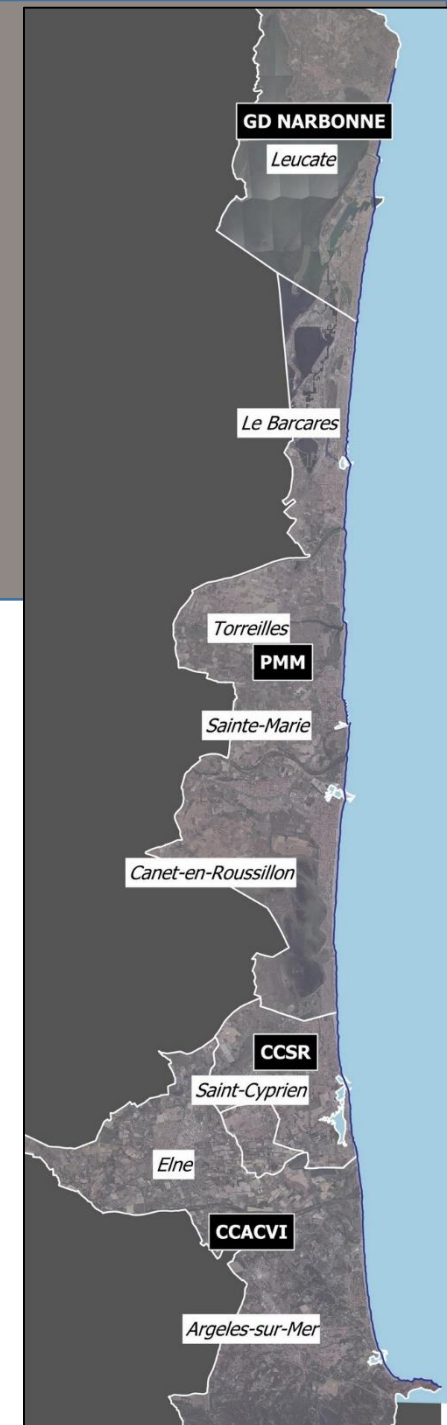 GD NARBONNE
Leucate
Le Barcares
Torreilles
PMM
Sainte-Marie
Canet-en-Roussillon
CCSR
Saint-Cyprien
Elne
CCACVI
Argeles-sur-Mer